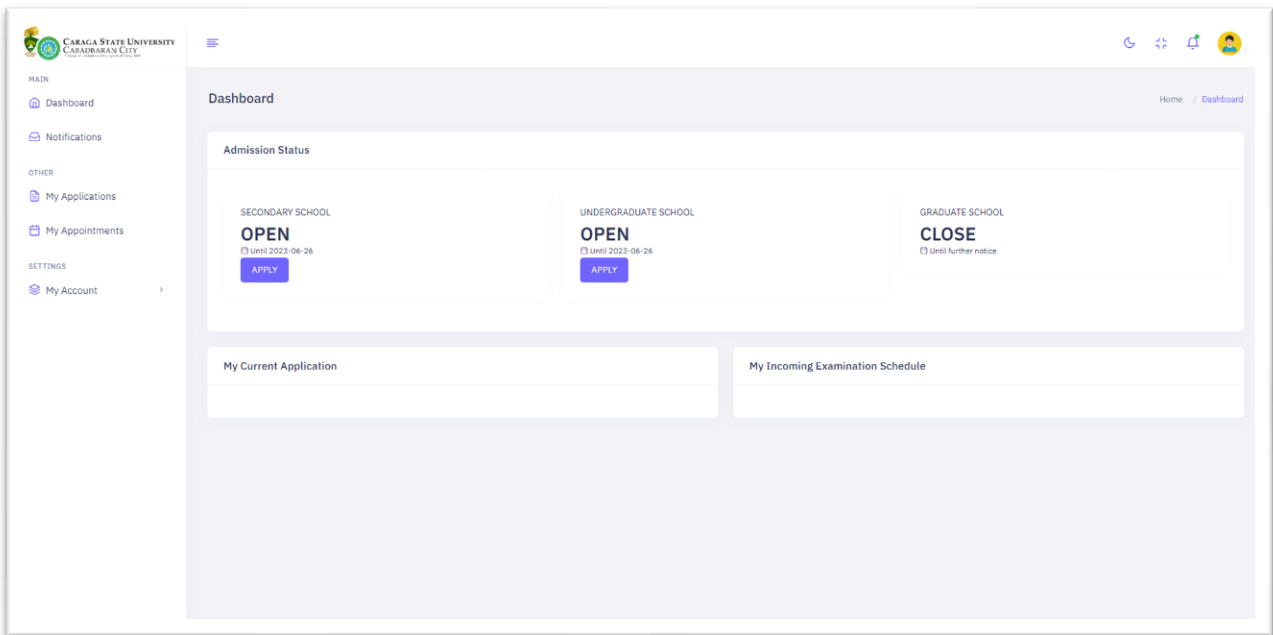 CARAGA STATE UNIVERSITY
CABADBARAN CITY
MAIN
Dashboard
Notifications
OTHER
My Applications
My Appointments
SETTINGS
My Account
Dashboard
Home / Dashboard
Admission Status
SECONDARY SCHOOL
OPEN
Until 2023-06-26
APPLY
UNDERGRADUATE SCHOOL
OPEN
Until 2023-06-26
APPLY
GRADUATE SCHOOL
CLOSE
Until further notice
My Current Application
My Incoming Examination Schedule